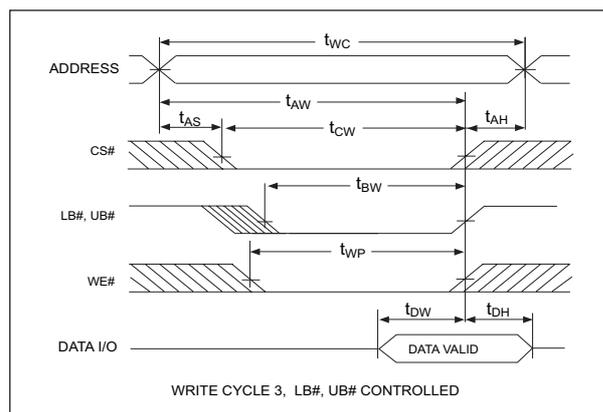 tWC
ADDRESS
tAW
tAS
tCW
tAH
CS#
tBW
LB#, UB#
tWP
WE#
tDW
tDH
DATA I/O
DATA VALID
WRITE CYCLE 3, LB#, UB# CONTROLLED